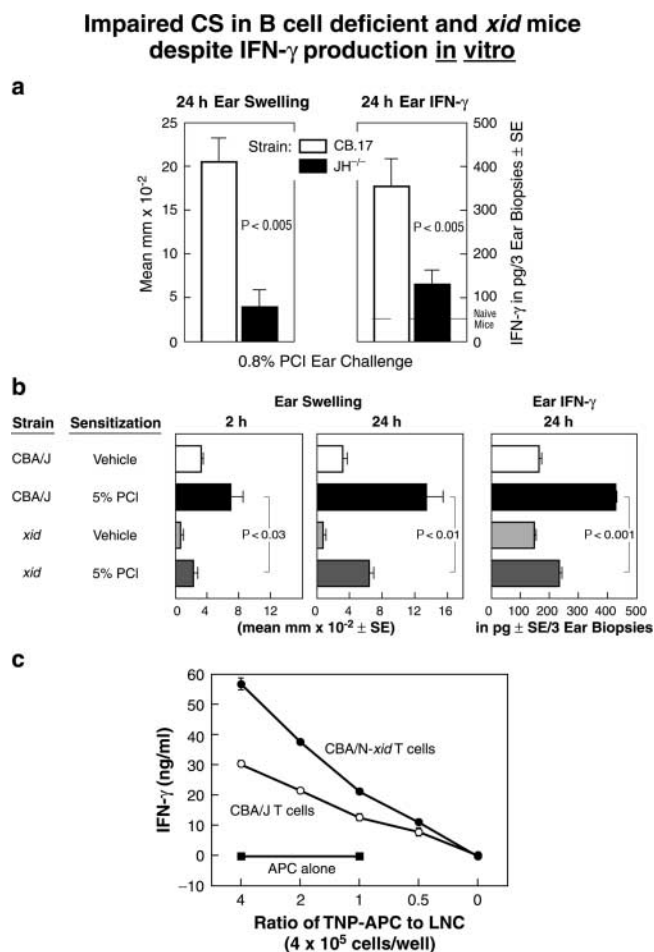 Impaired CS in B cell deficient and xid mice
despite IFN-γ production in vitro
a
24 h Ear Swelling
24 h Ear IFN-γ
Strain:
CB.17
JH−/−
25
20
15
10
5
0
Mean mm x 10-2
P < 0.005
P < 0.005
500
400
300
200
100
0
Naive
Mice
IFN-γ in pg/3 Ear Biopsies ± SE
0.8% PCI Ear Challenge
b
Ear Swelling
Ear IFN-γ
Strain
Sensitization
2 h
24 h
24 h
CBA/J Vehicle
CBA/J 5% PCI
xid Vehicle
xid 5% PCI
P < 0.03
P < 0.01
P < 0.001
0 4 8 12
0 4 8 12 16
0 100 200 300 400 500
(mean mm x 10-2 ± SE)
in pg ± SE/3 Ear Biopsies
c
60
50
40
30
20
10
0
−10
IFN-γ (ng/ml)
CBA/N-xid T cells
CBA/J T cells
APC alone
4 2 1 0.5 0
Ratio of TNP-APC to LNC
(4 x 105 cells/well)